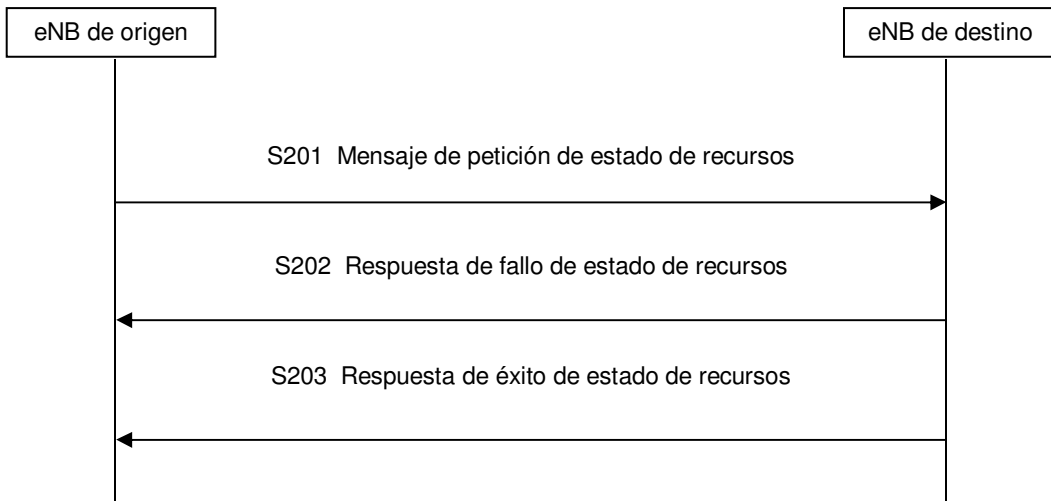 eNB de origen
eNB de destino
S201 Mensaje de petición de estado de recursos
S202 Respuesta de fallo de estado de recursos
S203 Respuesta de éxito de estado de recursos